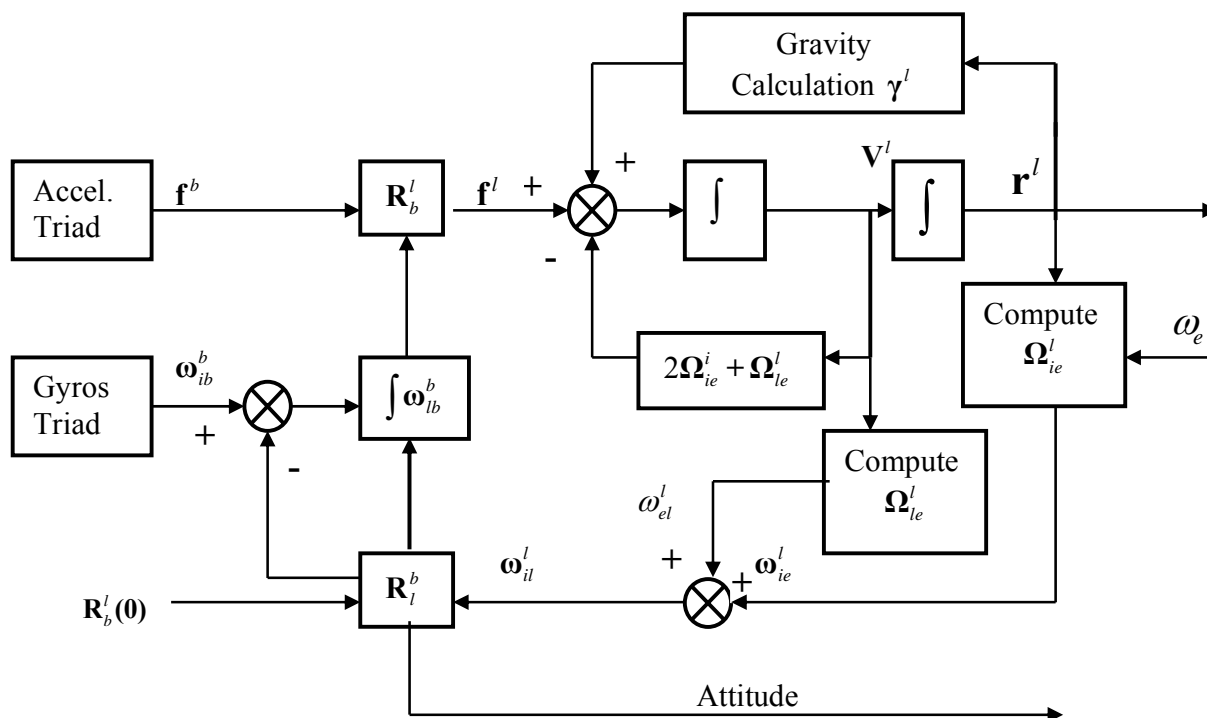 Gravity
Calculation γ^l
+
V^l
Accel.
Triad
f^b
R_b^l
f^l
+
∫
∫
r^l
-
Compute
Ω_ie^l
ω_e
2Ω_ie^i + Ω_le^l
Gyros
Triad
ω_ib^b
+
∫ω_lb^b
-
Compute
Ω_le^l
ω_el^l
+
ω_il^l
+
ω_ie^l
R_l^b
R_b^l(0)
Attitude